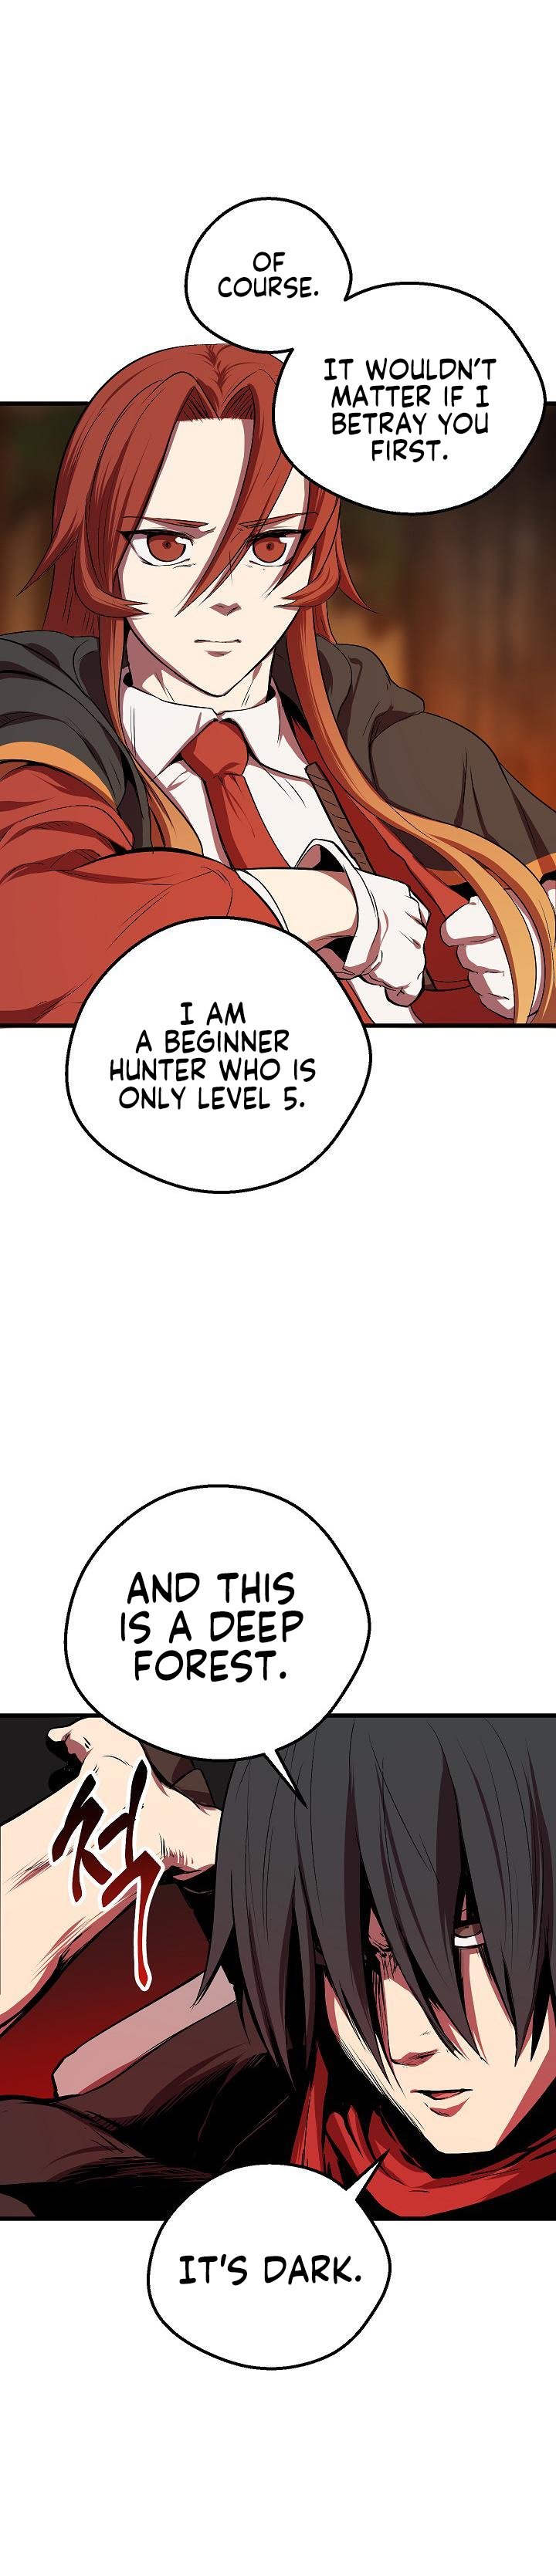 OF
COURSE.
IT WOULDN'T
MATTER IF I
BETRAY YOU
FIRST.
I AM
A BEGINNER
HUNTER WHO IS
ONLY LEVEL 5.
AND THIS
IS A DEEP
FOREST.
척
IT'S DARK.